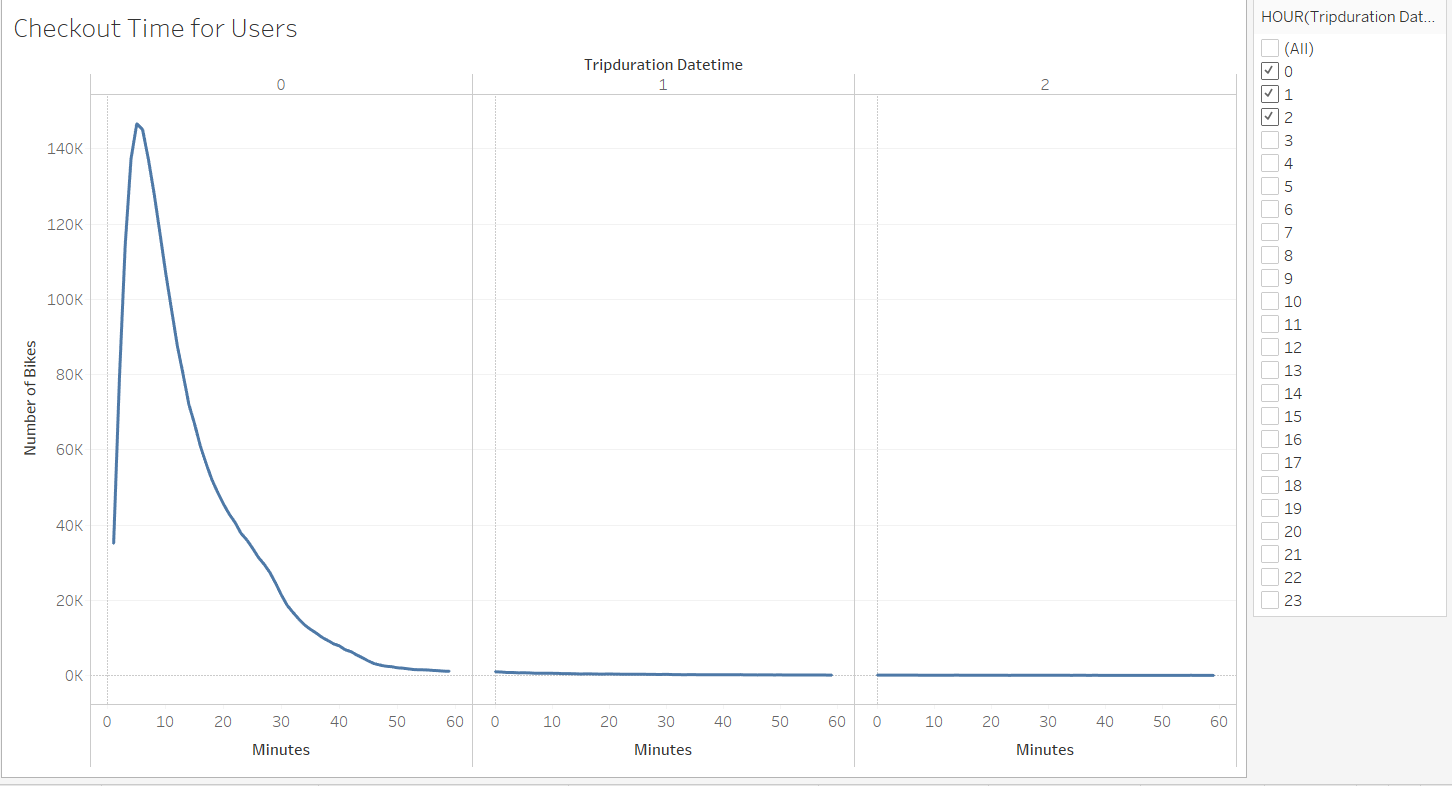 Checkout Time for Users
Tripduration Datetime
0 1 2
Number of Bikes
140K
120K
100K
80K
60K
40K
20K
0K
0 10 20 30 40 50 60 0 10 20 30 40 50 60 0 10 20 30 40 50 60
Minutes Minutes Minutes
HOUR(Tripduration Dat...
(All)
0
1
2
3
4
5
6
7
8
9
10
11
12
13
14
15
16
17
18
19
20
21
22
23